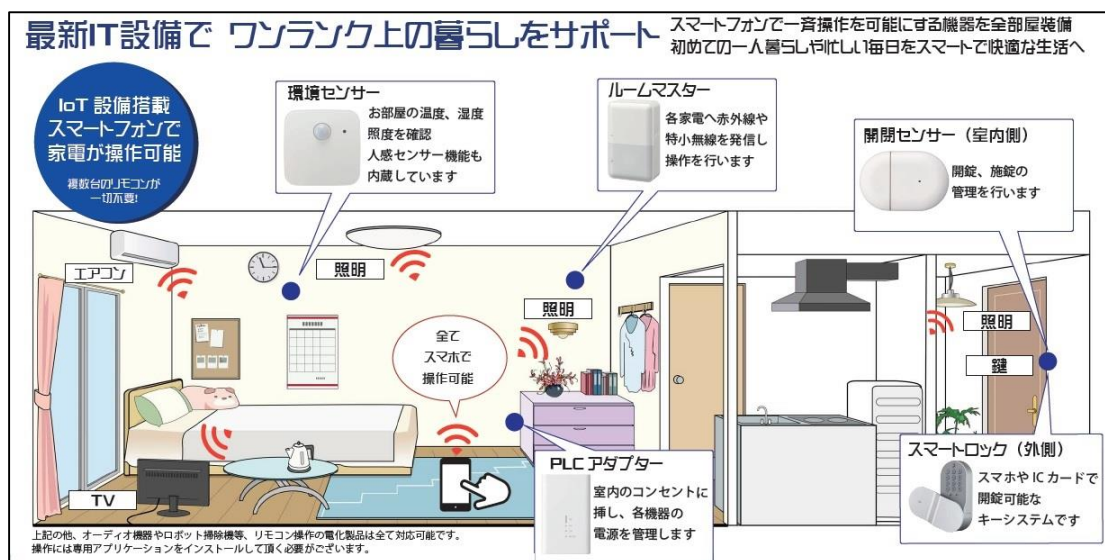 最新IT設備で ワンランク上の暮らしをサポート
スマートフォンで一斉操作を可能にする機器を全部屋装備
初めての一人暮らしや忙しい毎日をスマートで快適な生活へ
IoT 設備搭載
スマートフォンで
家電が操作可能
複数台のリモコンが
一切不要!
環境センサー
お部屋の温度、湿度
照度を確認
人感センサー機能も
内蔵しています
ルームマスター
各家電へ赤外線や
特小無線を発信し
操作を行います
開閉センサー（室内側）
開錠、施錠の
管理を行います
エアコン
照明
照明
照明
鍵
全て
スマホで
操作可能
TV
PLC アダプター
室内のコンセントに
挿し、各機器の
電源を管理します
スマートロック（外側）
スマホや IC カードで
開錠可能な
キーシステムです
上記の他、オーディオ機器やロボット掃除機等、リモコン操作の電化製品は全て対応可能です。
操作には専用アプリケーションをインストールして頂く必要がございます。